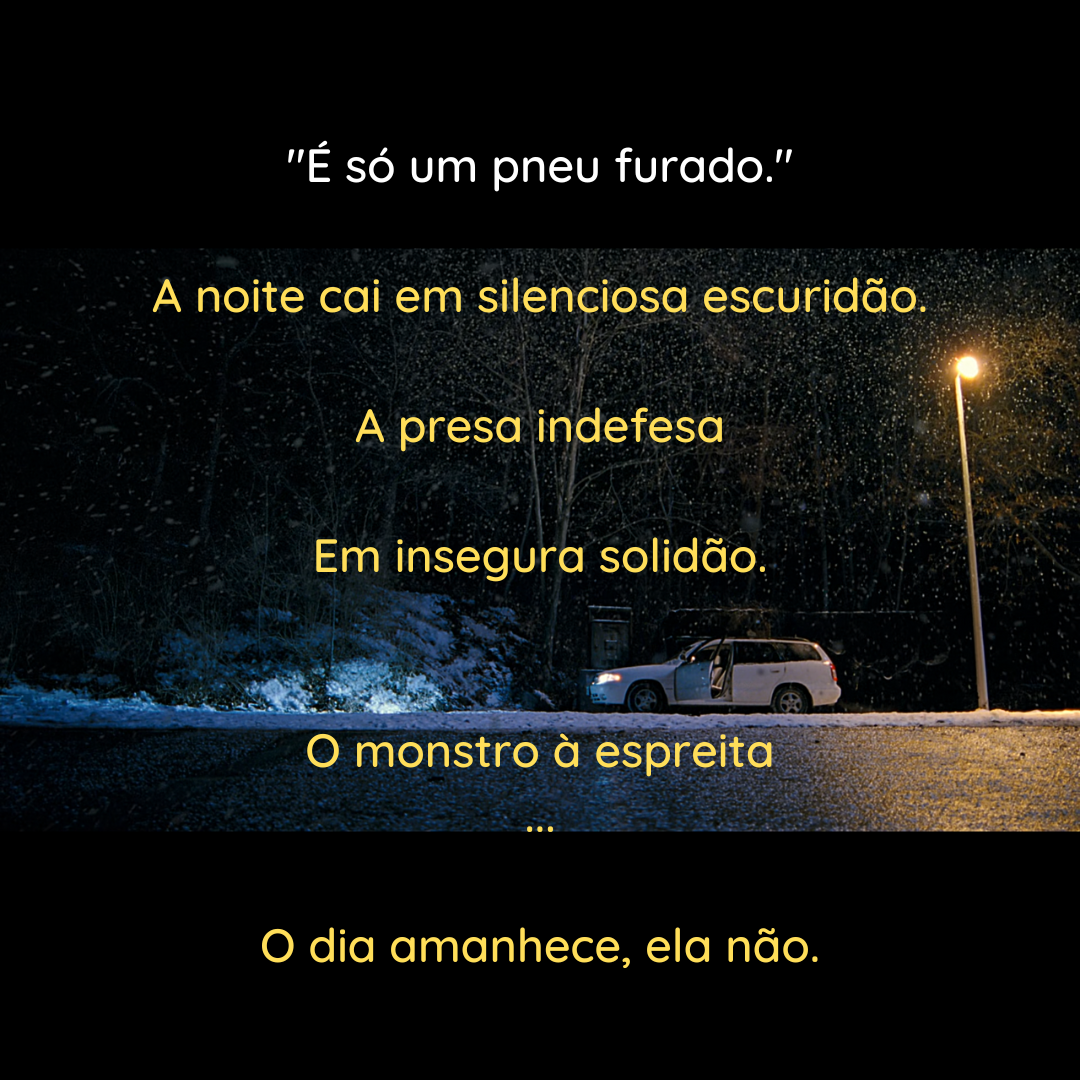 "É só um pneu furado."
A noite cai em silenciosa escuridão.
A presa indefesa
Em insegura solidão.
O monstro à espreita
...
O dia amanhece, ela não.